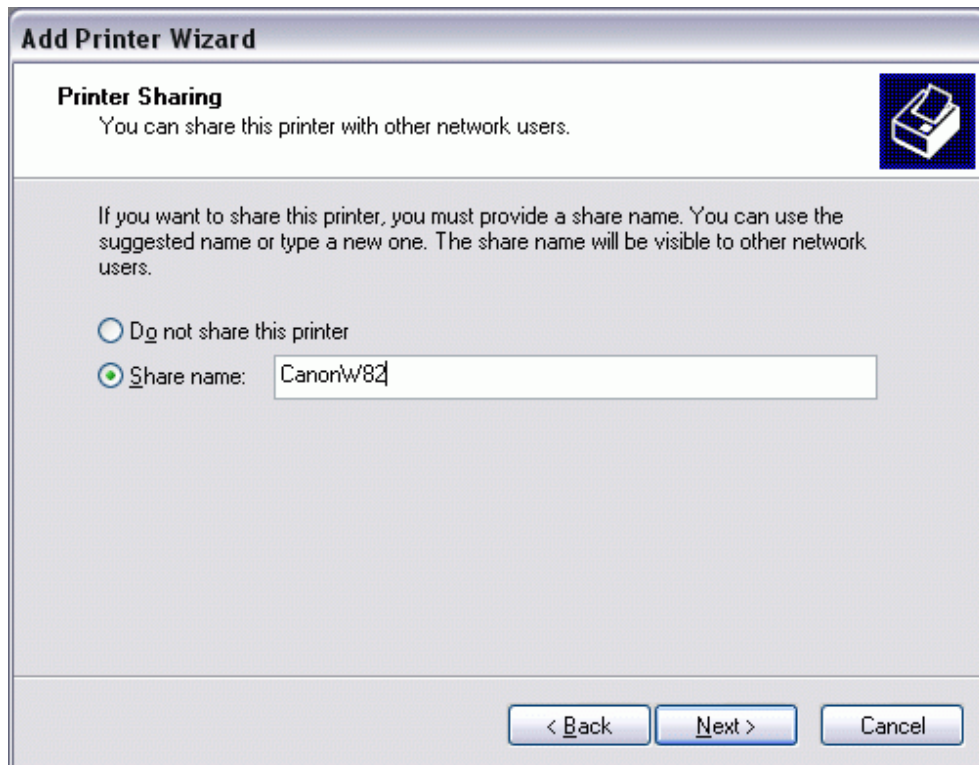 Add Printer Wizard
Printer Sharing
You can share this printer with other network users.
If you want to share this printer, you must provide a share name. You can use the
suggested name or type a new one. The share name will be visible to other network
users.
Do not share this printer
Share name: CanonW82
< Back Next > Cancel